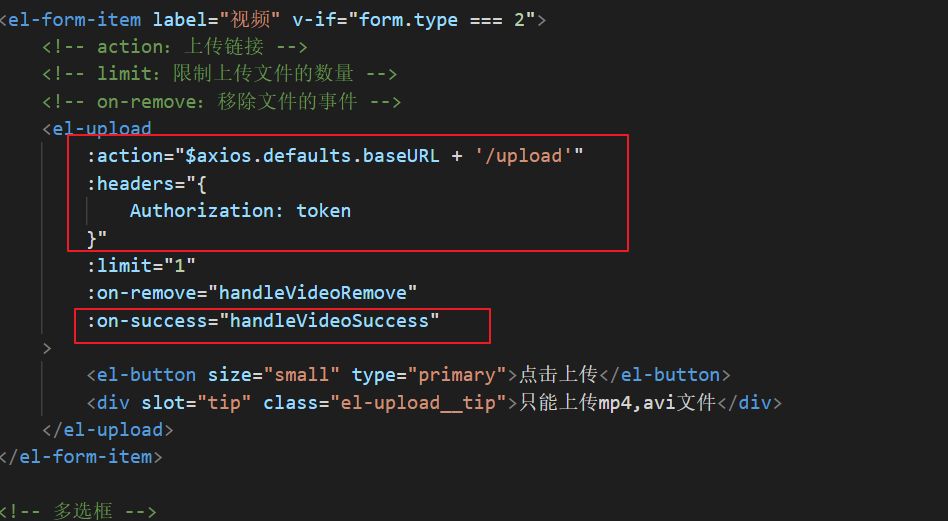 <el-form-item label="视频" v-if="form.type === 2">
<!-- action：上传链接 -->
<!-- limit：限制上传文件的数量 -->
<!-- on-remove：移除文件的事件 -->
<el-upload
:action="$axios.defaults.baseURL + '/upload'"
:headers="{
Authorization: token
}"
:limit="1"
:on-remove="handleVideoRemove"
:on-success="handleVideoSuccess"
>
<el-button size="small" type="primary">点击上传</el-button>
<div slot="tip" class="el-upload__tip">只能上传mp4,avi文件</div>
</el-upload>
</el-form-item>
<!-- 多选框 -->